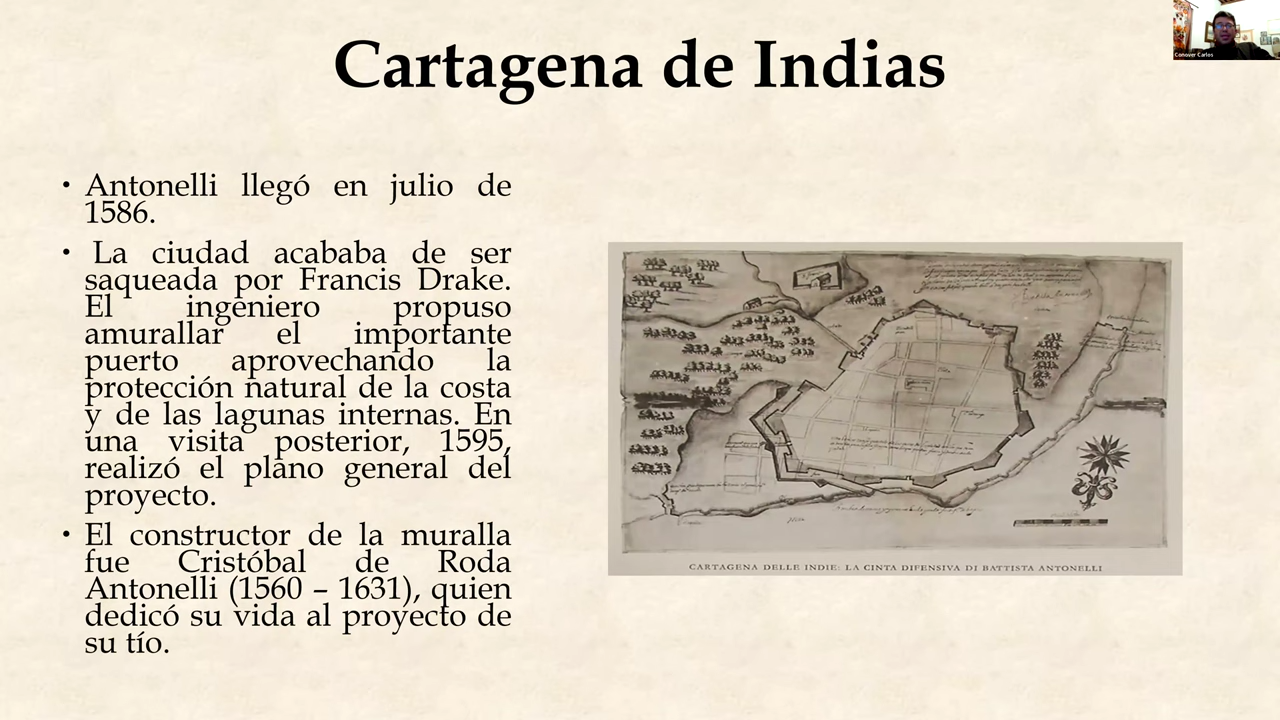 Cartagena de Indias
Conover Carlos
• Antonelli llegó en julio de
1586.
• La ciudad acababa de ser
saqueada por Francis Drake.
El ingeniero propuso
amurallar el importante
puerto aprovechando la
protección natural de la costa
y de las lagunas internas. En
una visita posterior, 1595,
realizó el plano general del
proyecto.
• El constructor de la muralla
fue Cristóbal de Roda
Antonelli (1560 – 1631), quien
dedicó su vida al proyecto de
su tío.
CARTAGENA DELLE INDIE: LA CINTA DIFENSIVA DI BATTISTA ANTONELLI